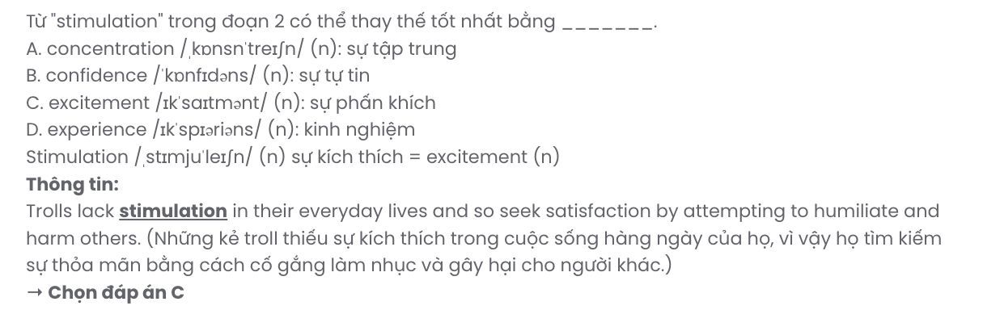 Từ "stimulation" trong đoạn 2 có thể thay thế tốt nhất bằng _______.
A. concentration /ˌkɒnsnˈtreɪʃn/ (n): sự tập trung
B. confidence /ˈkɒnfɪdəns/ (n): sự tự tin
C. excitement /ɪkˈsaɪtmənt/ (n): sự phấn khích
D. experience /ɪkˈspɪəriəns/ (n): kinh nghiệm
Stimulation /ˌstɪmjuˈleɪʃn/ (n) sự kích thích = excitement (n)
Thông tin:
Trolls lack stimulation in their everyday lives and so seek satisfaction by attempting to humiliate and
harm others. (Những kẻ troll thiếu sự kích thích trong cuộc sống hàng ngày của họ, vì vậy họ tìm kiếm
sự thỏa mãn bằng cách cố gắng làm nhục và gây hại cho người khác.)
→ Chọn đáp án C